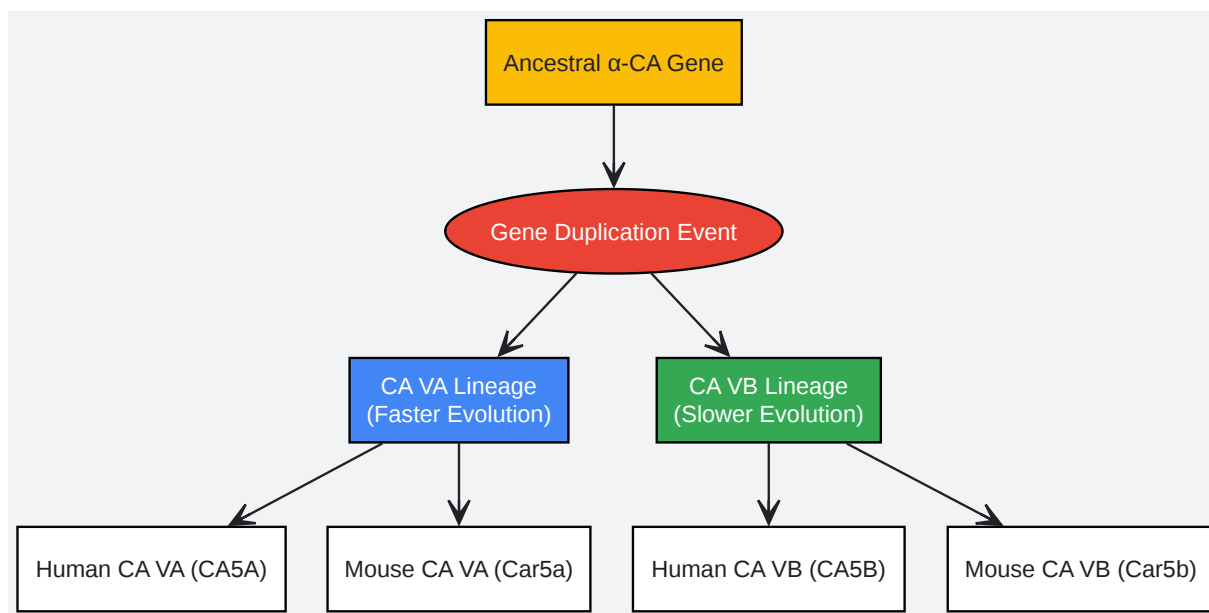 Ancestral α-CA Gene
Gene Duplication Event
CA VA Lineage
(Faster Evolution)
CA VB Lineage
(Slower Evolution)
Human CA VA (CA5A)
Mouse CA VA (Car5a)
Human CA VB (CA5B)
Mouse CA VB (Car5b)